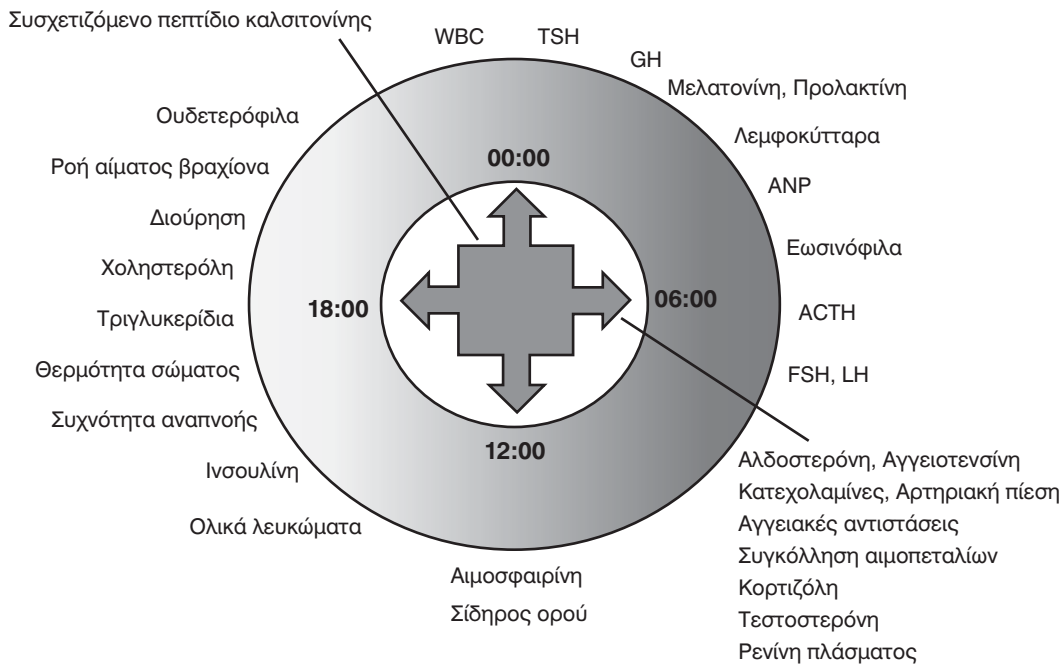 Συσχετιζόμενο πεπτίδιο καλσιτονίνης
WBC
TSH
GH
Μελατονίνη, Προλακτίνη
Λεμφοκύτταρα
ANP
Εωσινόφιλα
ACTH
FSH, LH
Αλδοστερόνη, Αγγειοτενσίνη
Κατεχολαμίνες, Αρτηριακή πίεση
Αγγειακές αντιστάσεις
Συγκόλληση αιμοπεταλίων
Κορτιζόλη
Τεστοστερόνη
Ρενίνη πλάσματος
Αιμοσφαιρίνη
Σίδηρος ορού
Ολικά λευκώματα
Ινσουλίνη
Συχνότητα αναπνοής
Θερμότητα σώματος
Τριγλυκερίδια
Χοληστερόλη
Διούρηση
Ροή αίματος βραχίονα
Ουδετερόφιλα
00:00
06:00
12:00
18:00